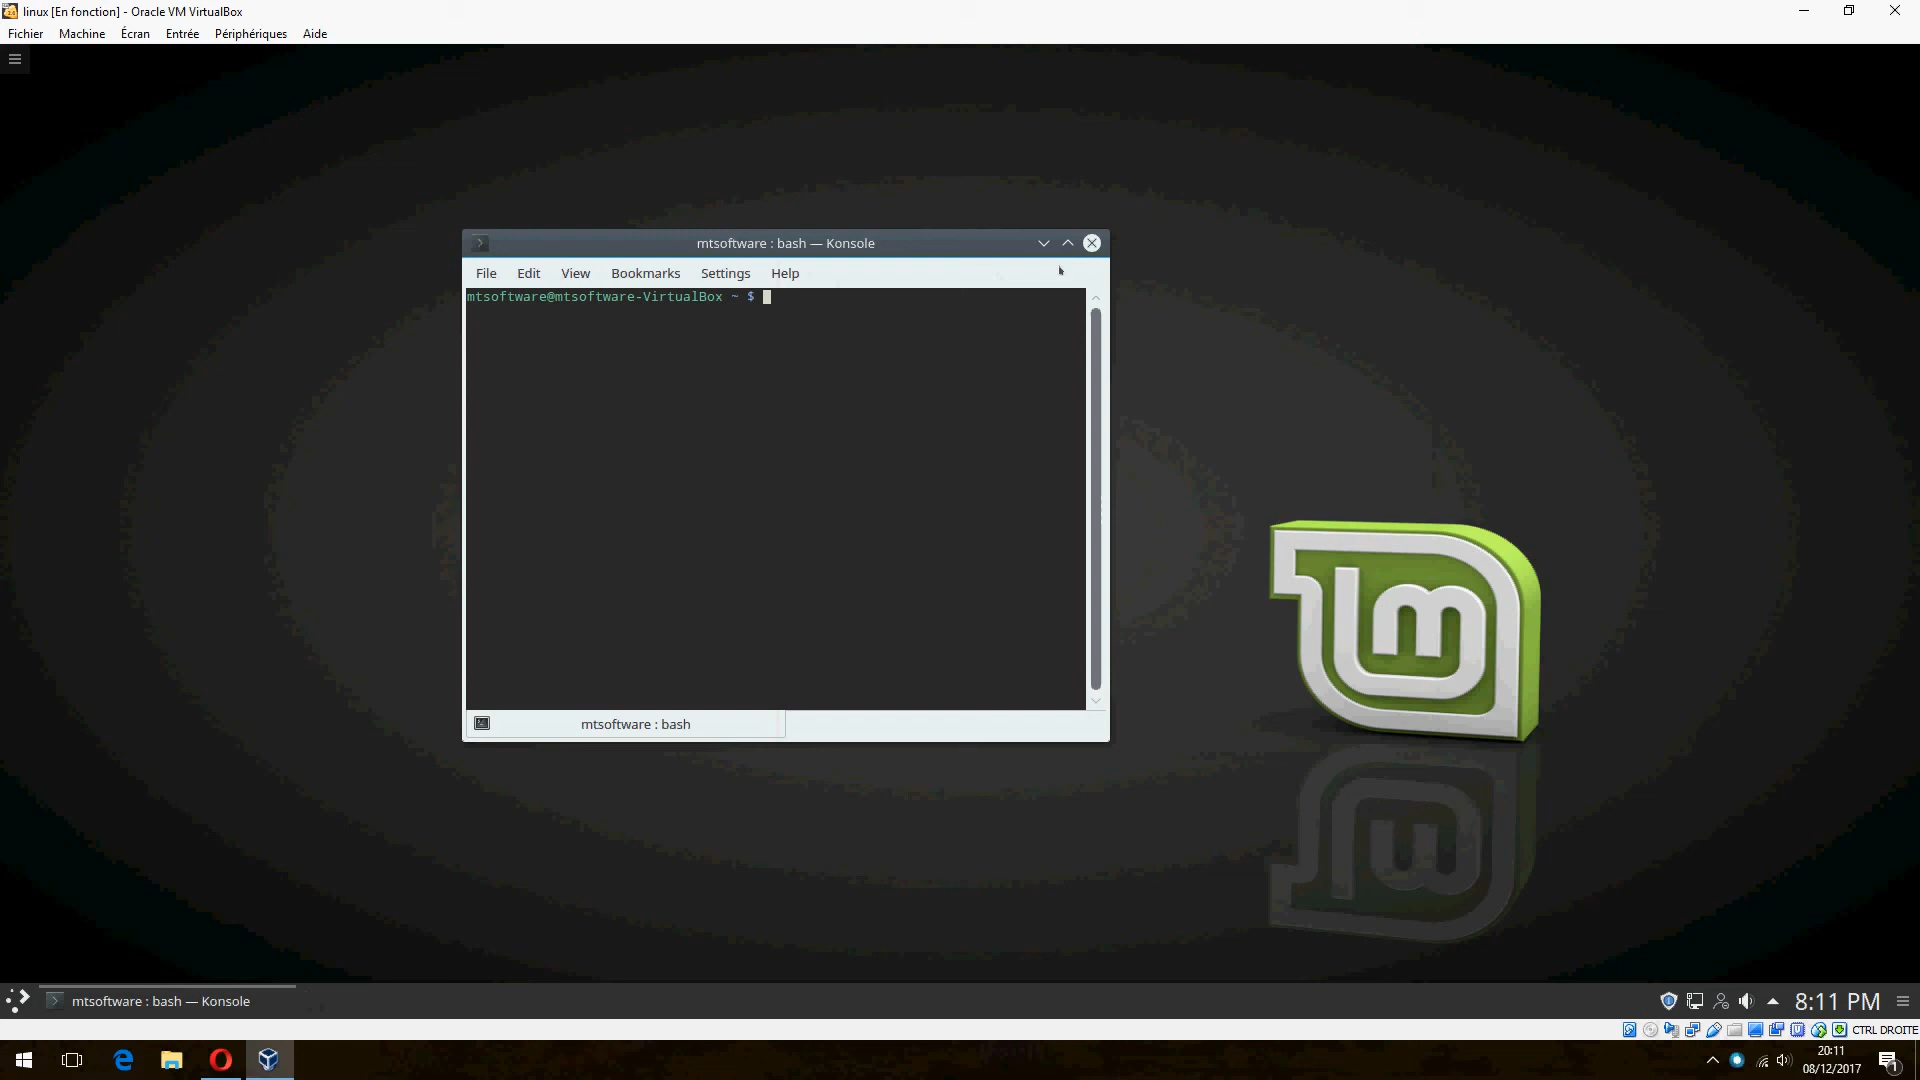 linux [En fonction] - Oracle VM VirtualBox
Fichier Machine Écran Entrée Périphériques Aide
mtsoftware : bash — Konsole
File Edit View Bookmarks Settings Help
mtsoftware@mtsoftware-VirtualBox ~ $
mtsoftware : bash
lm
mtsoftware : bash — Konsole
8:11 PM
CTRL DROITE
20:11
08/12/2017
1